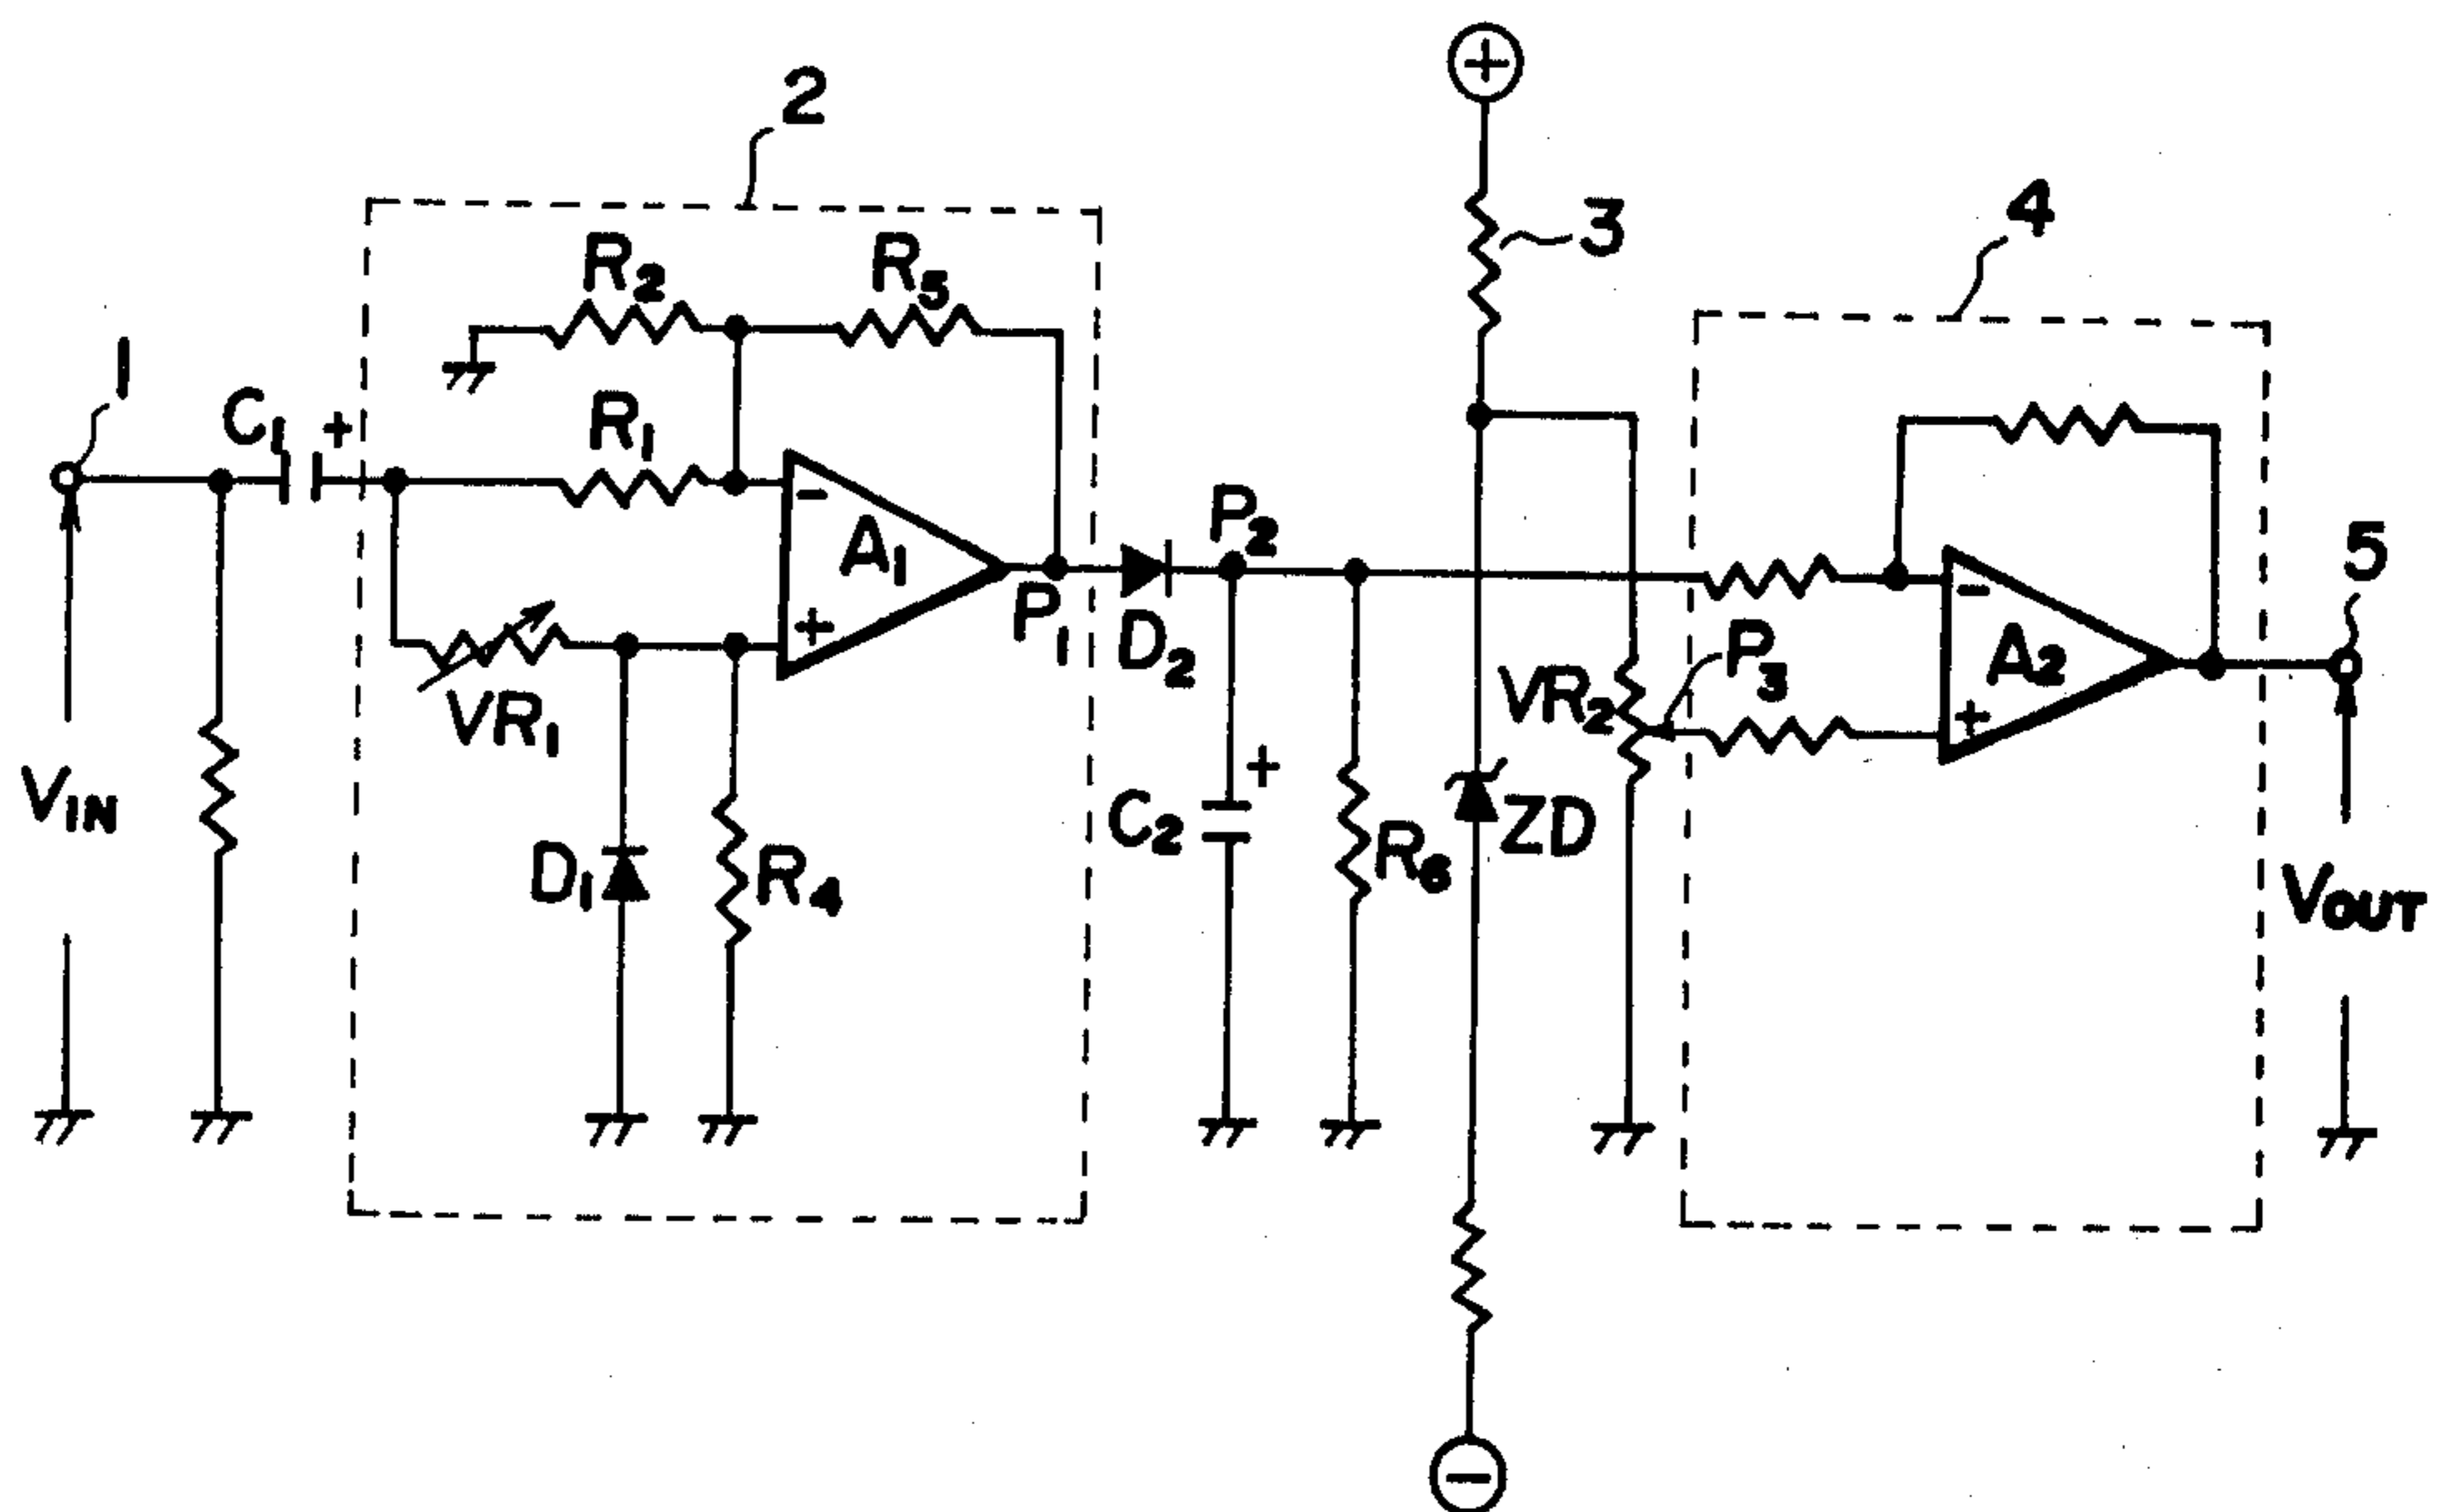 2
3
4
R2
R5
1
C1
+
R1
5
-
A1
P2
-
+
P1
D2
A2
P3
VR1
VR2
+
VIN
+
C2
R6
ZD
D1
R4
VOUT
+
-